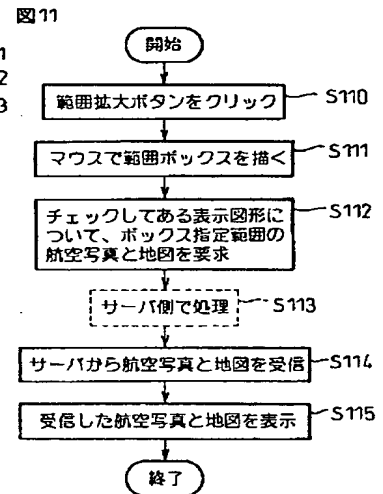 図11
1
2
3
開始
範囲拡大ボタンをクリック S110
マウスで範囲ボックスを描く S111
チェックしてある表示図形に S112
ついて、ボックス指定範囲の
航空写真と地図を要求
サーバ側で処理 S113
サーバから航空写真と地図を受信 S114
受信した航空写真と地図を表示 S115
終了